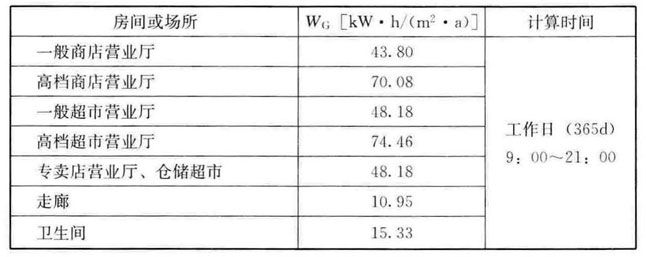 房间或场所 WG [kW·h/(m²·a)] 计算时间
一般商店营业厅 43.80
高档商店营业厅 70.08
一般超市营业厅 48.18
高档超市营业厅 74.46
专卖店营业厅、仓储超市 48.18
走廊 10.95
卫生间 15.33
工作日(365d)
9:00～21:00